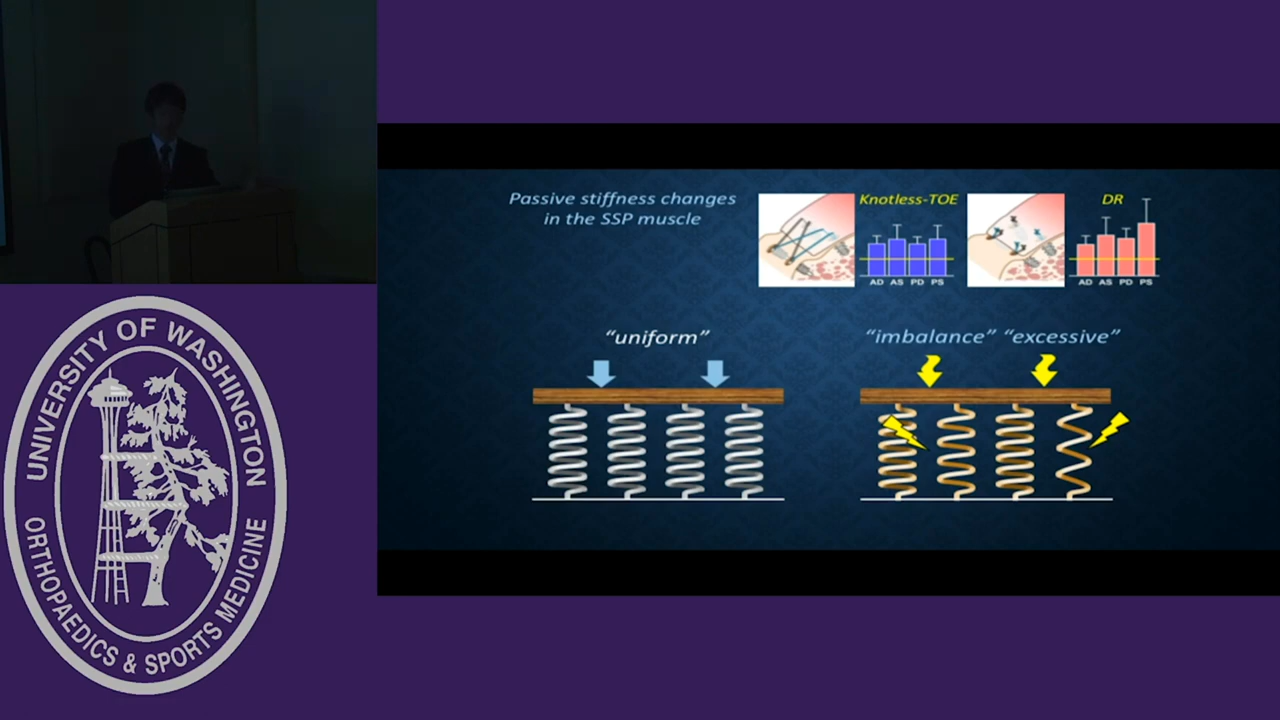 Passive stiffness changes
in the SSP muscle
Knotless-TOE
AD AS PD PS
DR
AD AS PD PS
“uniform”
“imbalance” “excessive”
UNIVERSITY OF WASHINGTON
ORTHOPAEDICS & SPORTS MEDICINE